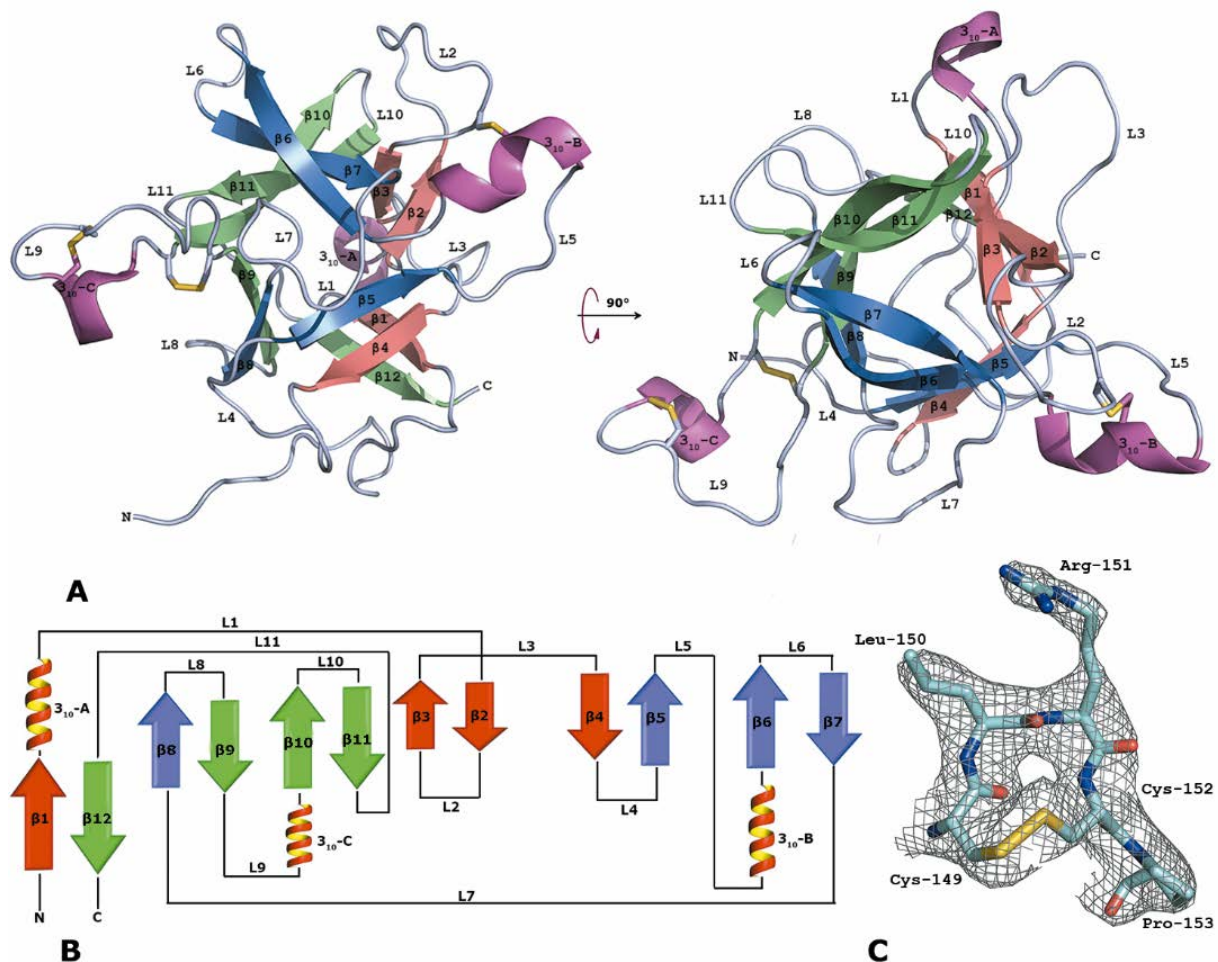 L6
L2
β10
L10
3₁₀-B
β6
β7
β3
β2
L11
β11
L9
L7
3₁₀-A
L3
L5
3₁₀-C
β9
L1
β5
β1
L8
β4
β8
β12
C
L4
N
90°
3₁₀-A
L1
L3
L8
L10
L11
β1
β10
β11
β12
β3
β2
C
L6
β9
β7
L2
N
β8
β5
L5
β6
L4
β4
3₁₀-C
3₁₀-B
L9
L7
A
L1
L11
L8
L10
L3
L5
L6
3₁₀-A
β3
β2
β4
β5
β6
β7
β8
β9
β10
β11
β1
β12
L2
L4
3₁₀-C
3₁₀-B
L9
L7
N
C
B
Arg-151
Leu-150
Cys-152
Cys-149
Pro-153
C